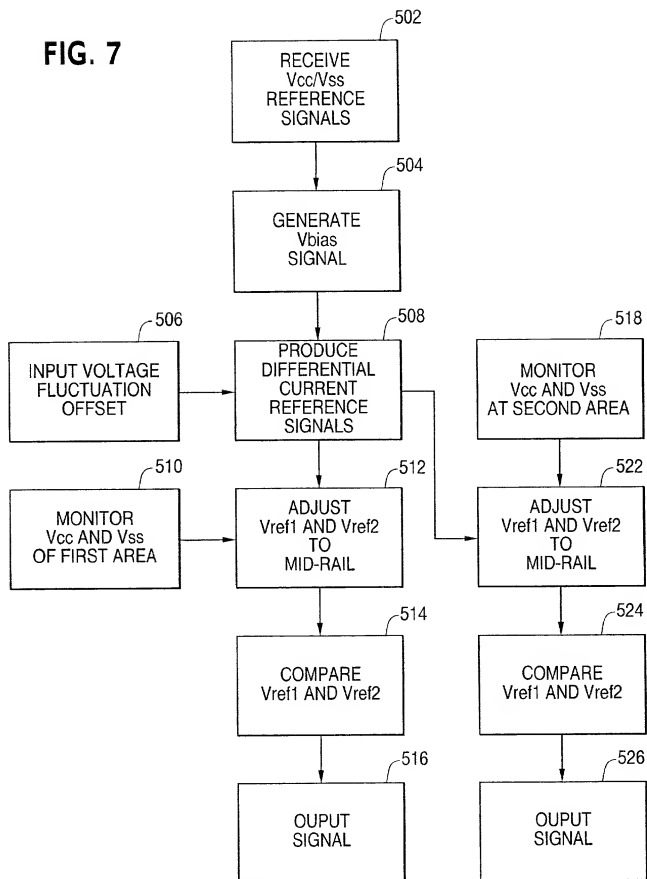 FIG. 7
502
RECEIVE
Vcc/Vss
REFERENCE
SIGNALS
504
GENERATE
Vbias
SIGNAL
506
INPUT VOLTAGE
FLUCTUATION
OFFSET
508
PRODUCE
DIFFERENTIAL
CURRENT
REFERENCE
SIGNALS
518
MONITOR
Vcc AND Vss
AT SECOND AREA
510
MONITOR
Vcc AND Vss
OF FIRST AREA
512
ADJUST
Vref1 AND Vref2
TO
MID-RAIL
522
ADJUST
Vref1 AND Vref2
TO
MID-RAIL
514
COMPARE
Vref1 AND Vref2
524
COMPARE
Vref1 AND Vref2
516
OUPUT
SIGNAL
526
OUPUT
SIGNAL